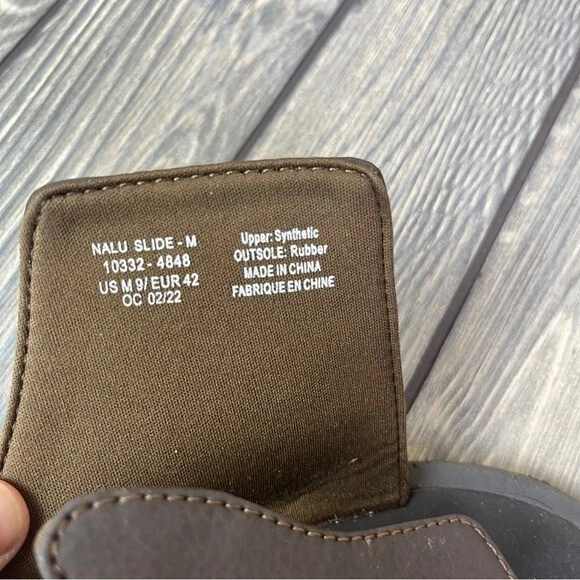 NALU SLIDE - M
10332 - 4848
US M 9/ EUR 42
OC 02/22
Upper: Synthetic
OUTSOLE: Rubber
MADE IN CHINA
FABRIQUE EN CHINE